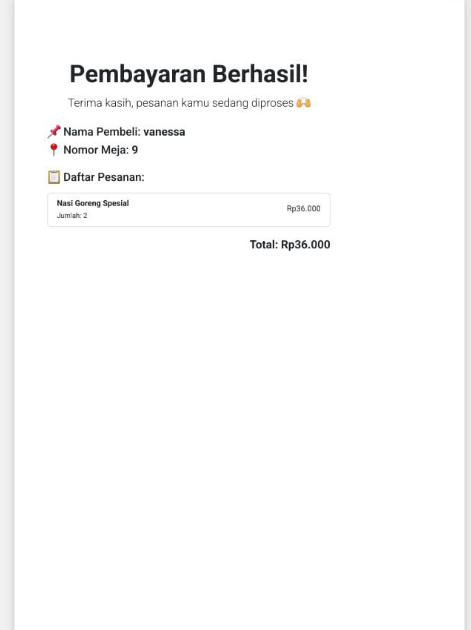 Pembayaran Berhasil!
Terima kasih, pesanan kamu sedang diproses 🙌
📌 Nama Pembeli: vanessa
📍 Nomor Meja: 9
📋 Daftar Pesanan:
Nasi Goreng Spesial
Jumlah: 2
Rp36.000
Total: Rp36.000